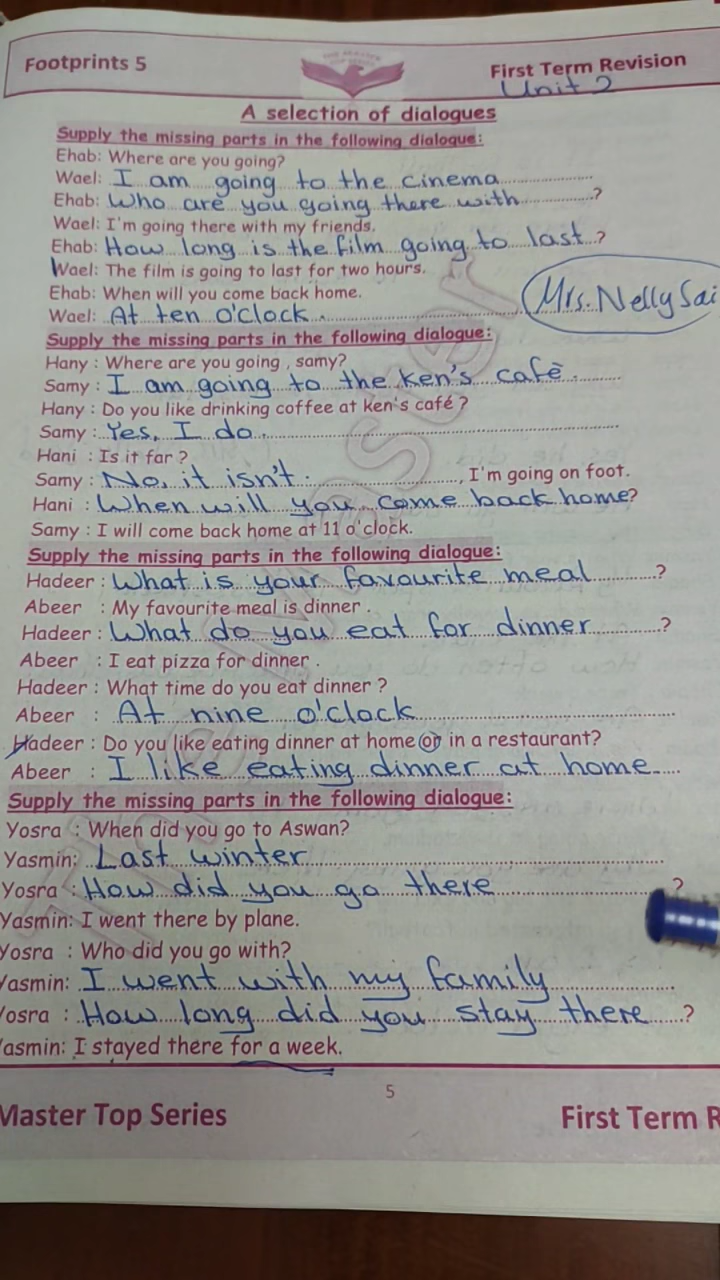 Footprints 5
First Term Revision
Unit 2
A selection of dialogues
Supply the missing parts in the following dialogue:
Ehab: Where are you going?
Wael: I am going to the cinema
Ehab: Who are you going there with ?
Wael: I'm going there with my friends.
Ehab: How long is the film going to last ?
Wael: The film is going to last for two hours.
Ehab: When will you come back home.
Wael: At ten o'clock.
Mrs. Nelly Sai
Supply the missing parts in the following dialogue:
Hany : Where are you going , samy?
Samy : I am going to the ken's cafè.
Hany : Do you like drinking coffee at ken's café ?
Samy : Yes, I do.
Hani : Is it far ?
Samy : No, it isn't. , I'm going on foot.
Hani : When will you come back home?
Samy : I will come back home at 11 o'clock.
Supply the missing parts in the following dialogue:
Hadeer : What is your favourite meal ?
Abeer : My favourite meal is dinner .
Hadeer : What do you eat for dinner ?
Abeer : I eat pizza for dinner .
Hadeer : What time do you eat dinner ?
Abeer : At nine o'clock
Hadeer : Do you like eating dinner at home or in a restaurant?
Abeer : I like eating dinner at home.
Supply the missing parts in the following dialogue:
Yosra : When did you go to Aswan?
Yasmin: Last winter
Yosra : How did you go there ?
Yasmin: I went there by plane.
Yosra : Who did you go with?
Yasmin: I went with my family
Yosra : How long did you stay there ?
Yasmin: I stayed there for a week.
5
Master Top Series
First Term R